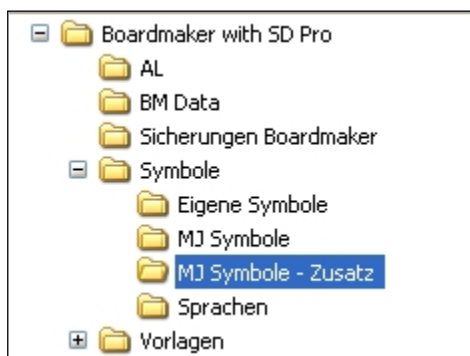 Boardmaker with SD Pro
AL
BM Data
Sicherungen Boardmaker
Symbole
Eigene Symbole
MJ Symbole
MJ Symbole - Zusatz
Sprachen
Vorlagen